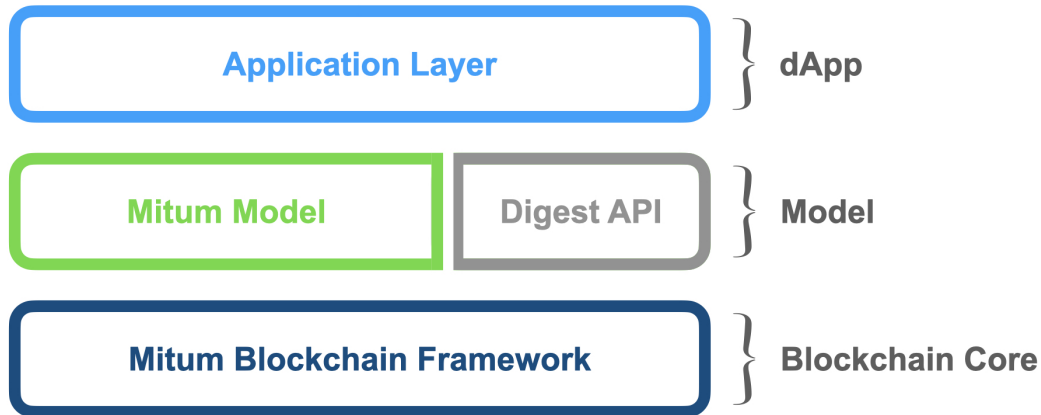 Application Layer
dApp
Mitum Model
Digest API
Model
Mitum Blockchain Framework
Blockchain Core